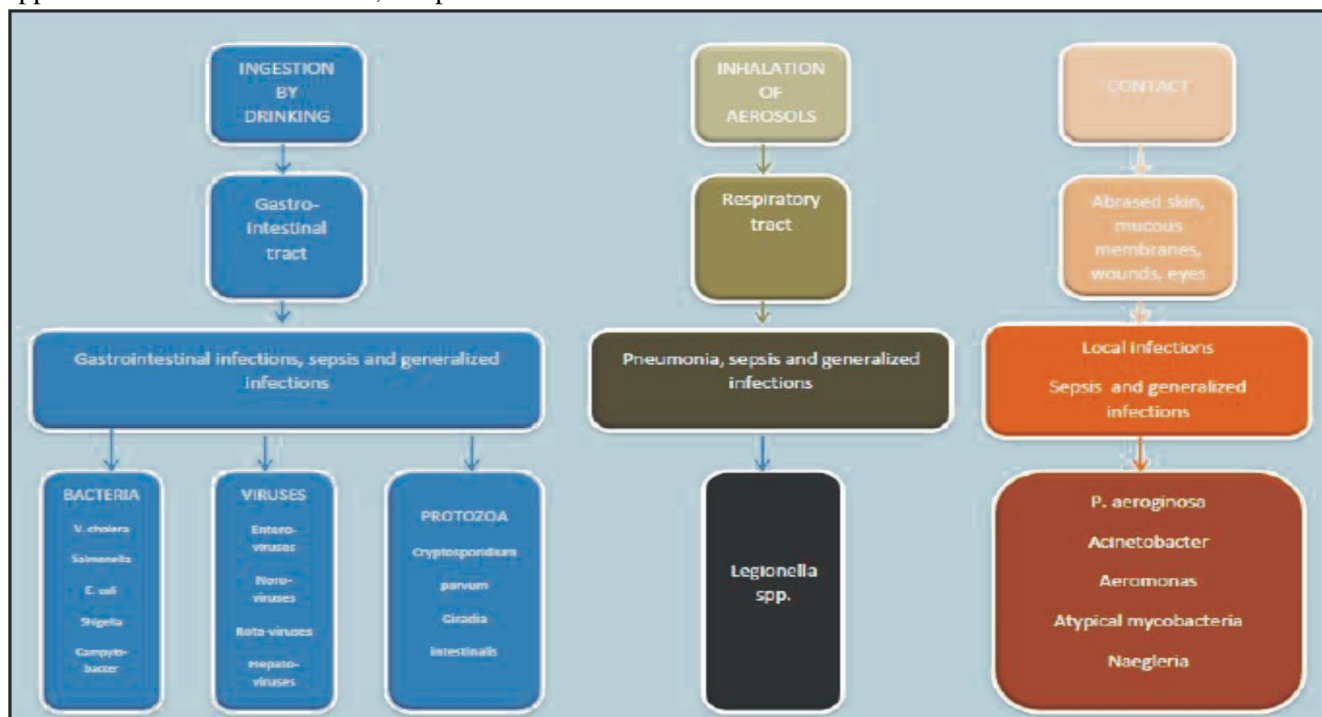 INGESTION
BY
DRINKING
Gastro-
intestinal
tract
Gastrointestinal infections, sepsis and generalized
infections
BACTERIA
V. cholera
Salmonella
E. coli
Shigella
Campylo-
bacter
VIRUSES
Entero-
viruses
Noro-
viruses
Rota-viruses
Hepato-
viruses
PROTOZOA
Cryptosporidium
parvum
Giradia
intestinalis
INHALATION
OF
AEROSOLS
Respiratory
tract
Pneumonia, sepsis and generalized
infections
Legionella
spp.
CONTACT
Abrased skin,
mucous
membranes,
wounds, eyes
Local infections
Sepsis and generalized
infections
P. aeroginosa
Acinetobacter
Aeromonas
Atypical mycobacteria
Naegleria